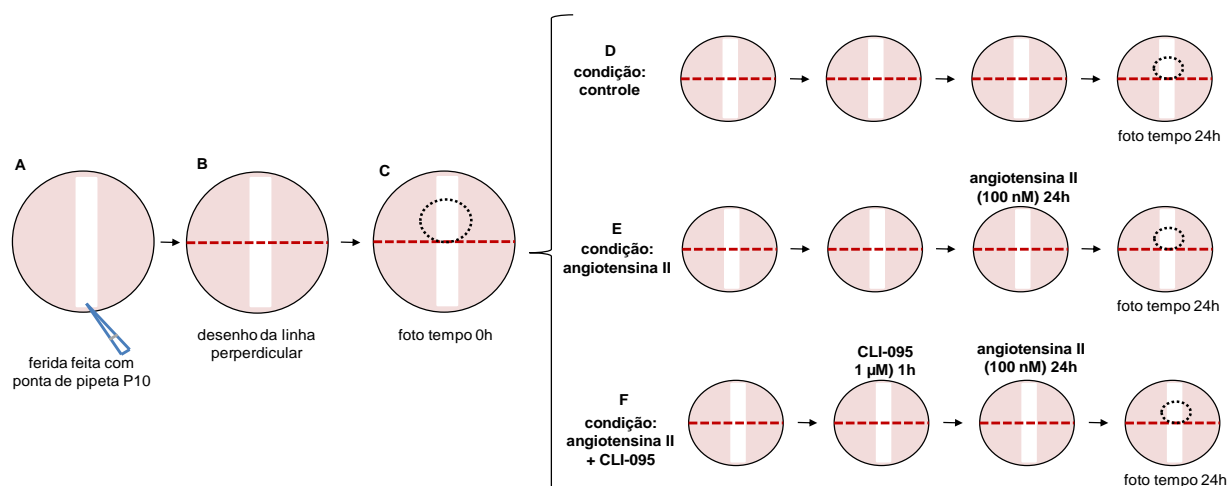 A
ferida feita com
ponta de pipeta P10
B
desenho da linha
perperdicular
C
foto tempo 0h
D
condição:
controle
foto tempo 24h
E
condição:
angiotensina II
angiotensina II
(100 nM) 24h
foto tempo 24h
F
condição:
angiotensina II
+ CLI-095
CLI-095
1 µM) 1h
angiotensina II
(100 nM) 24h
foto tempo 24h